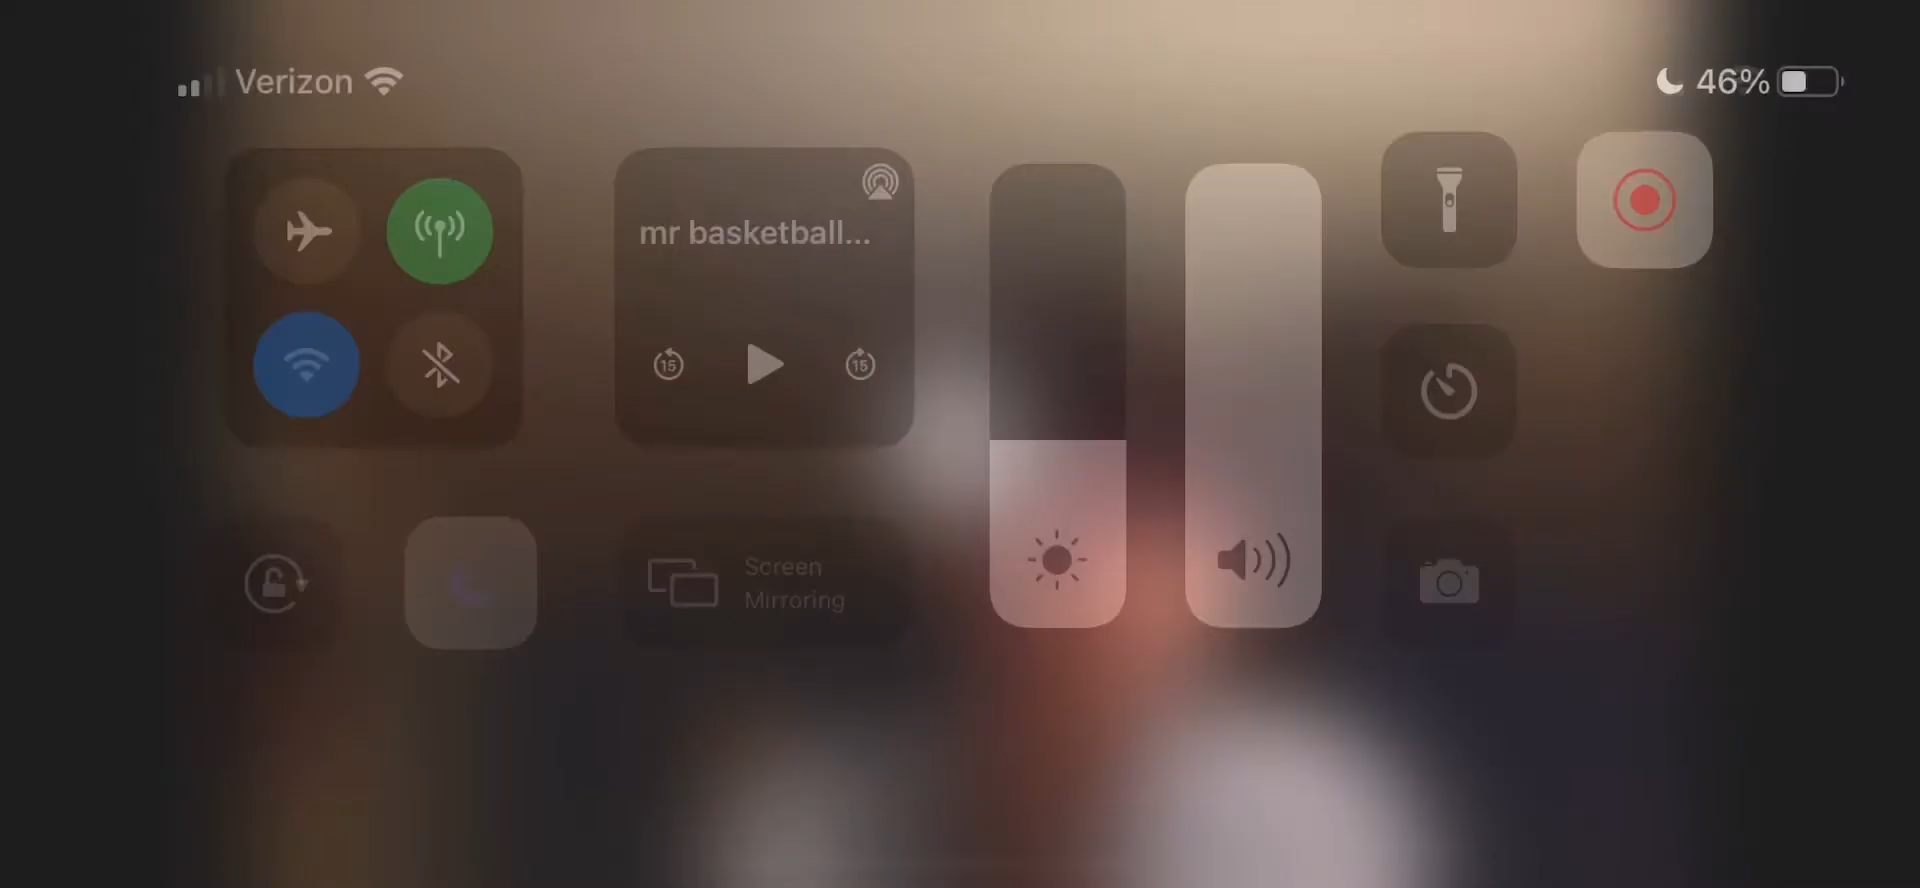 Verizon
46%
mr basketball...
15
15
Screen
Mirroring